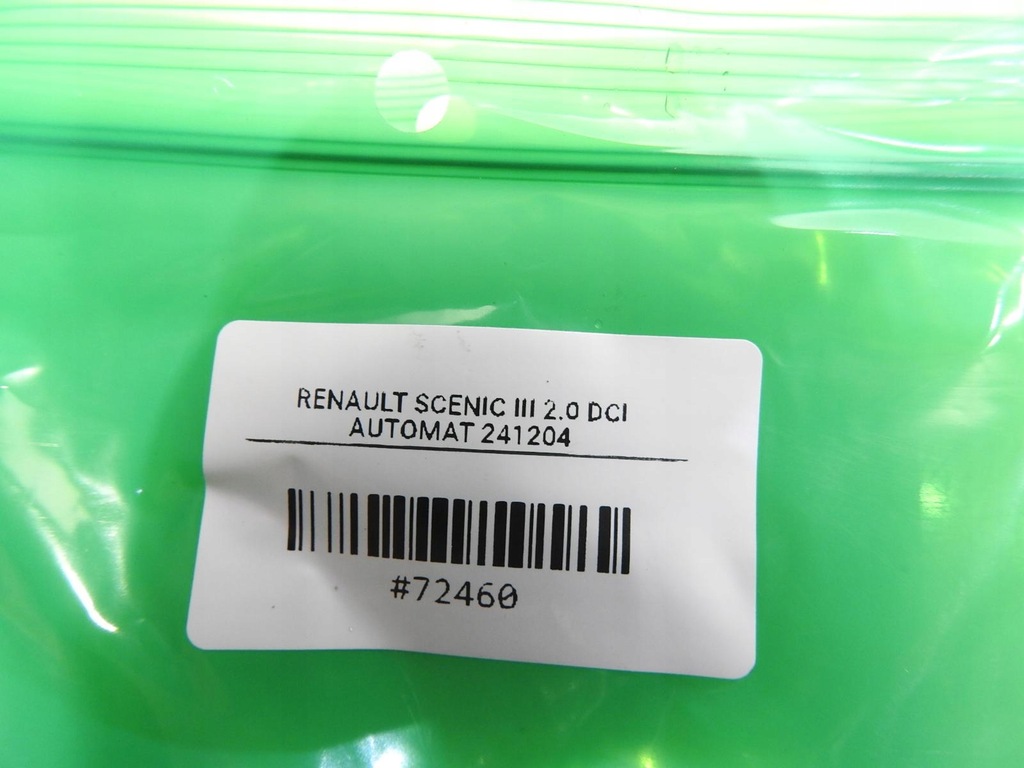 RENAULT SCENIC III 2.0 DCI
AUTOMAT 241204
#72460